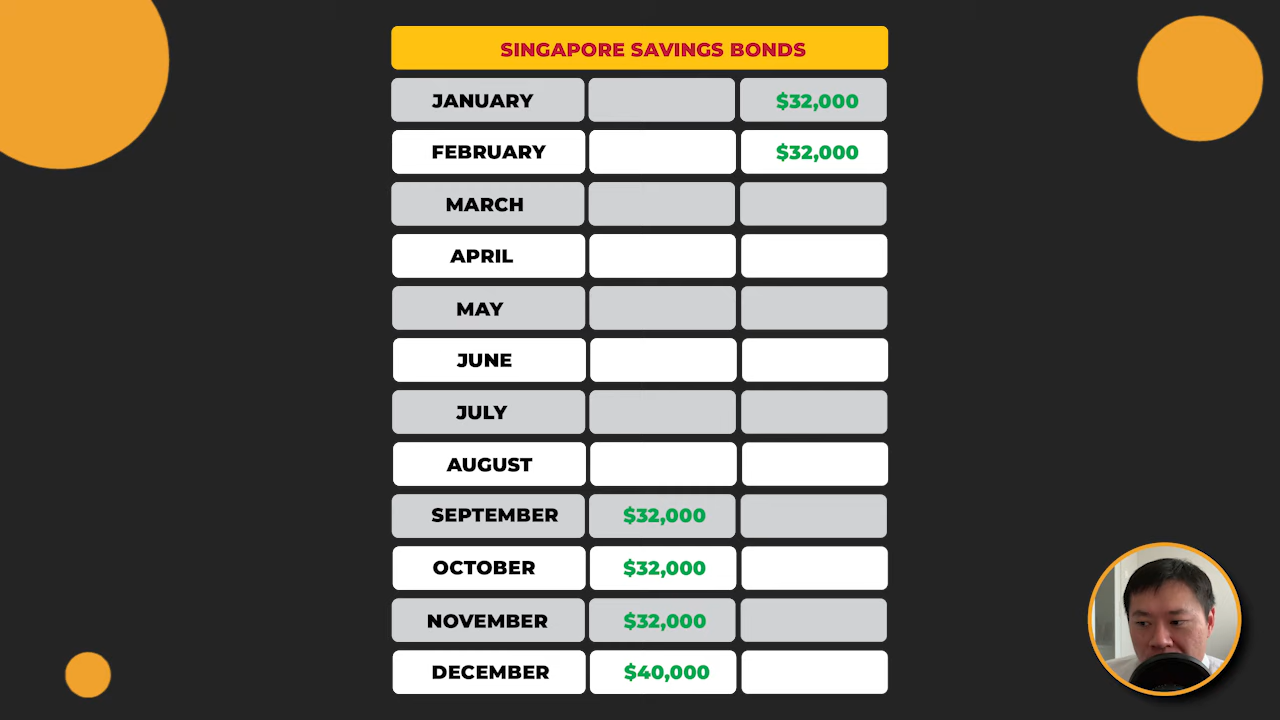 SINGAPORE SAVINGS BONDS
JANUARY $32,000
FEBRUARY $32,000
MARCH
APRIL
MAY
JUNE
JULY
AUGUST
SEPTEMBER $32,000
OCTOBER $32,000
NOVEMBER $32,000
DECEMBER $40,000